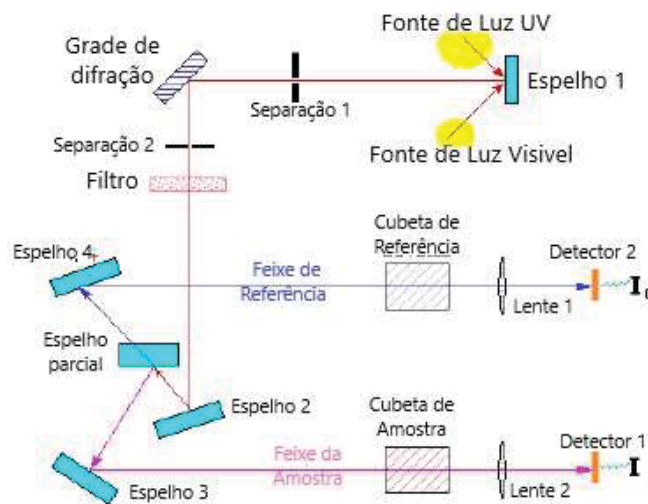 Fonte de Luz UV
Grade de
difração
Espelho 1
Separação 1
Separação 2
Fonte de Luz Visivel
Filtro
Cubeta de
Referência
Espelho 4
Detector 2
Feixe de
Referência
I0
Lente 1
Espelho
parcial
Espelho 2
Cubeta de
Amostra
Detector 1
Feixe da
Amostra
I
Espelho 3
Lente 2